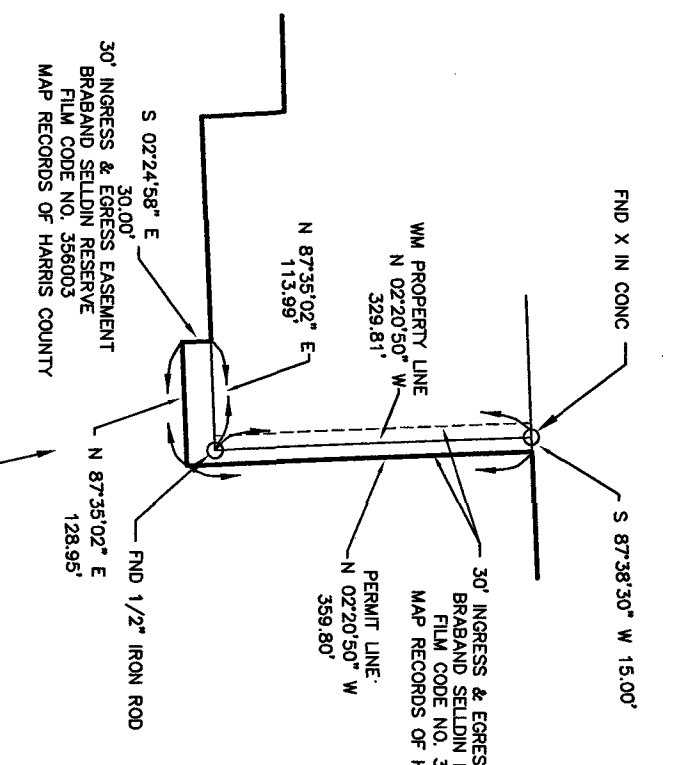 FND X IN CONC
S 87°38'30" W 15.00'
WM PROPERTY LINE
N 02°20'50" W
329.81'
30' INGRESS & EGRES
BRABAND SELLDIN
FILM CODE NO. 3
MAP RECORDS OF
PERMIT LINE
N 02°20'50" W
359.80'
N 87°35'02" E
113.99'
S 02°24'58" E
30.00'
30' INGRESS & EGRESS EASEMENT
BRABAND SELLDIN RESERVE
FILM CODE NO. 356003
MAP RECORDS OF HARRIS COUNTY
FND 1/2" IRON ROD
N 87°35'02" E
128.95'